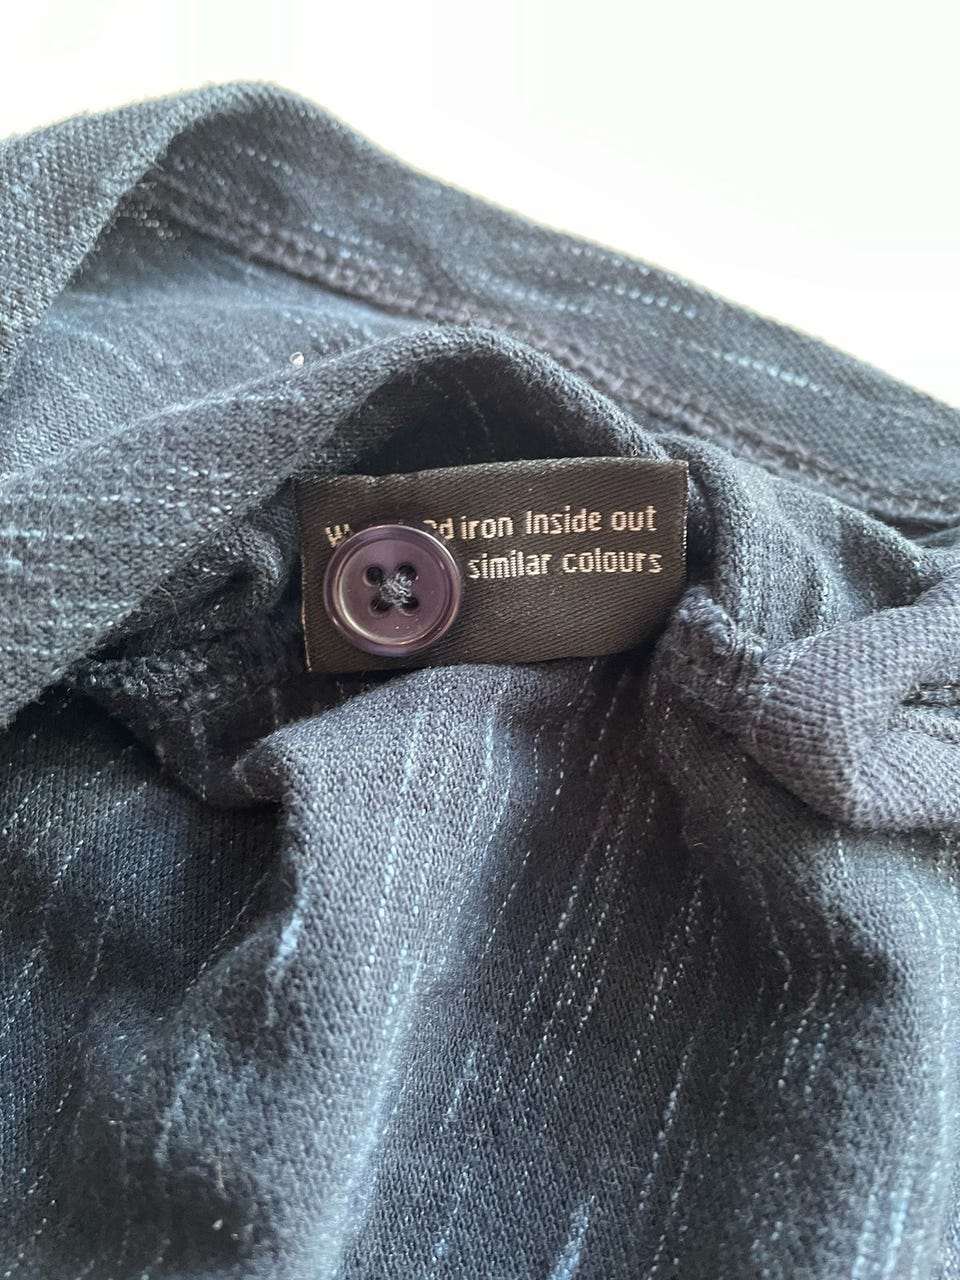 iron Inside out
similar colours